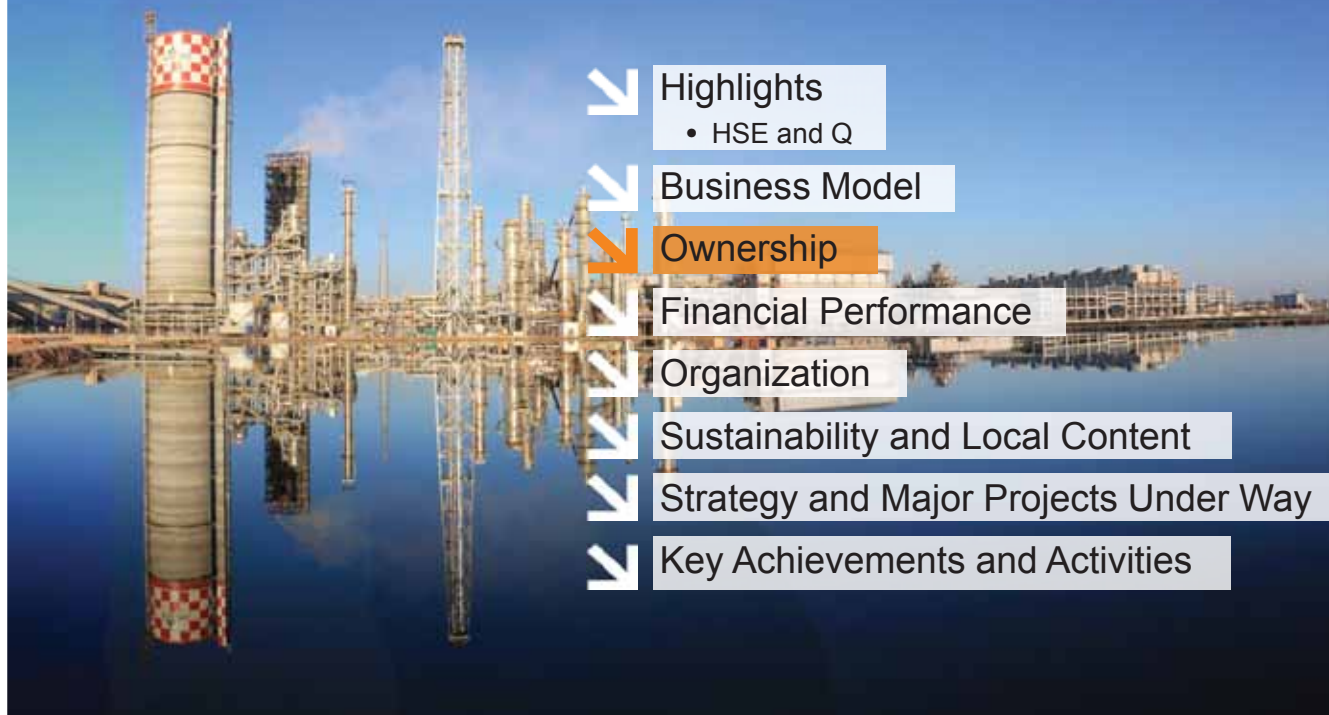 Highlights
• HSE and Q
Business Model
Ownership
Financial Performance
Organization
Sustainability and Local Content
Strategy and Major Projects Under Way
Key Achievements and Activities